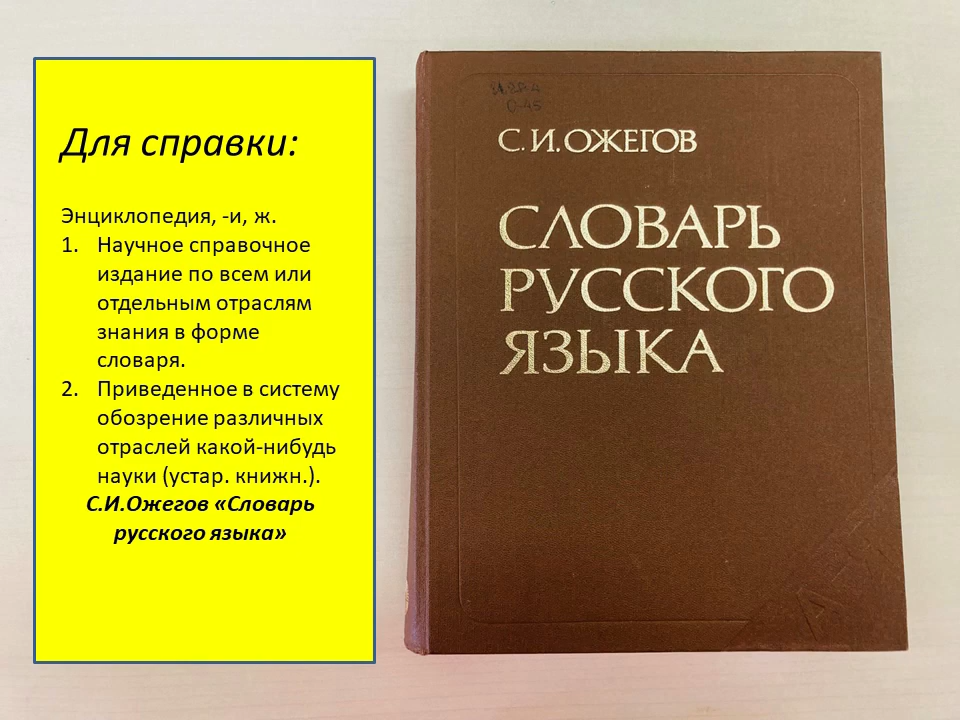 Для справки:
Энциклопедия, -и, ж.
1. Научное справочное
издание по всем или
отдельным отраслям
знания в форме
словаря.
2. Приведенное в систему
обозрение различных
отраслей какой-нибудь
науки (устар. книжн.).
С.И.Ожегов «Словарь
русского языка»
С. И. ОЖЕГОВ
СЛОВАРЬ
РУССКОГО
ЯЗЫКА